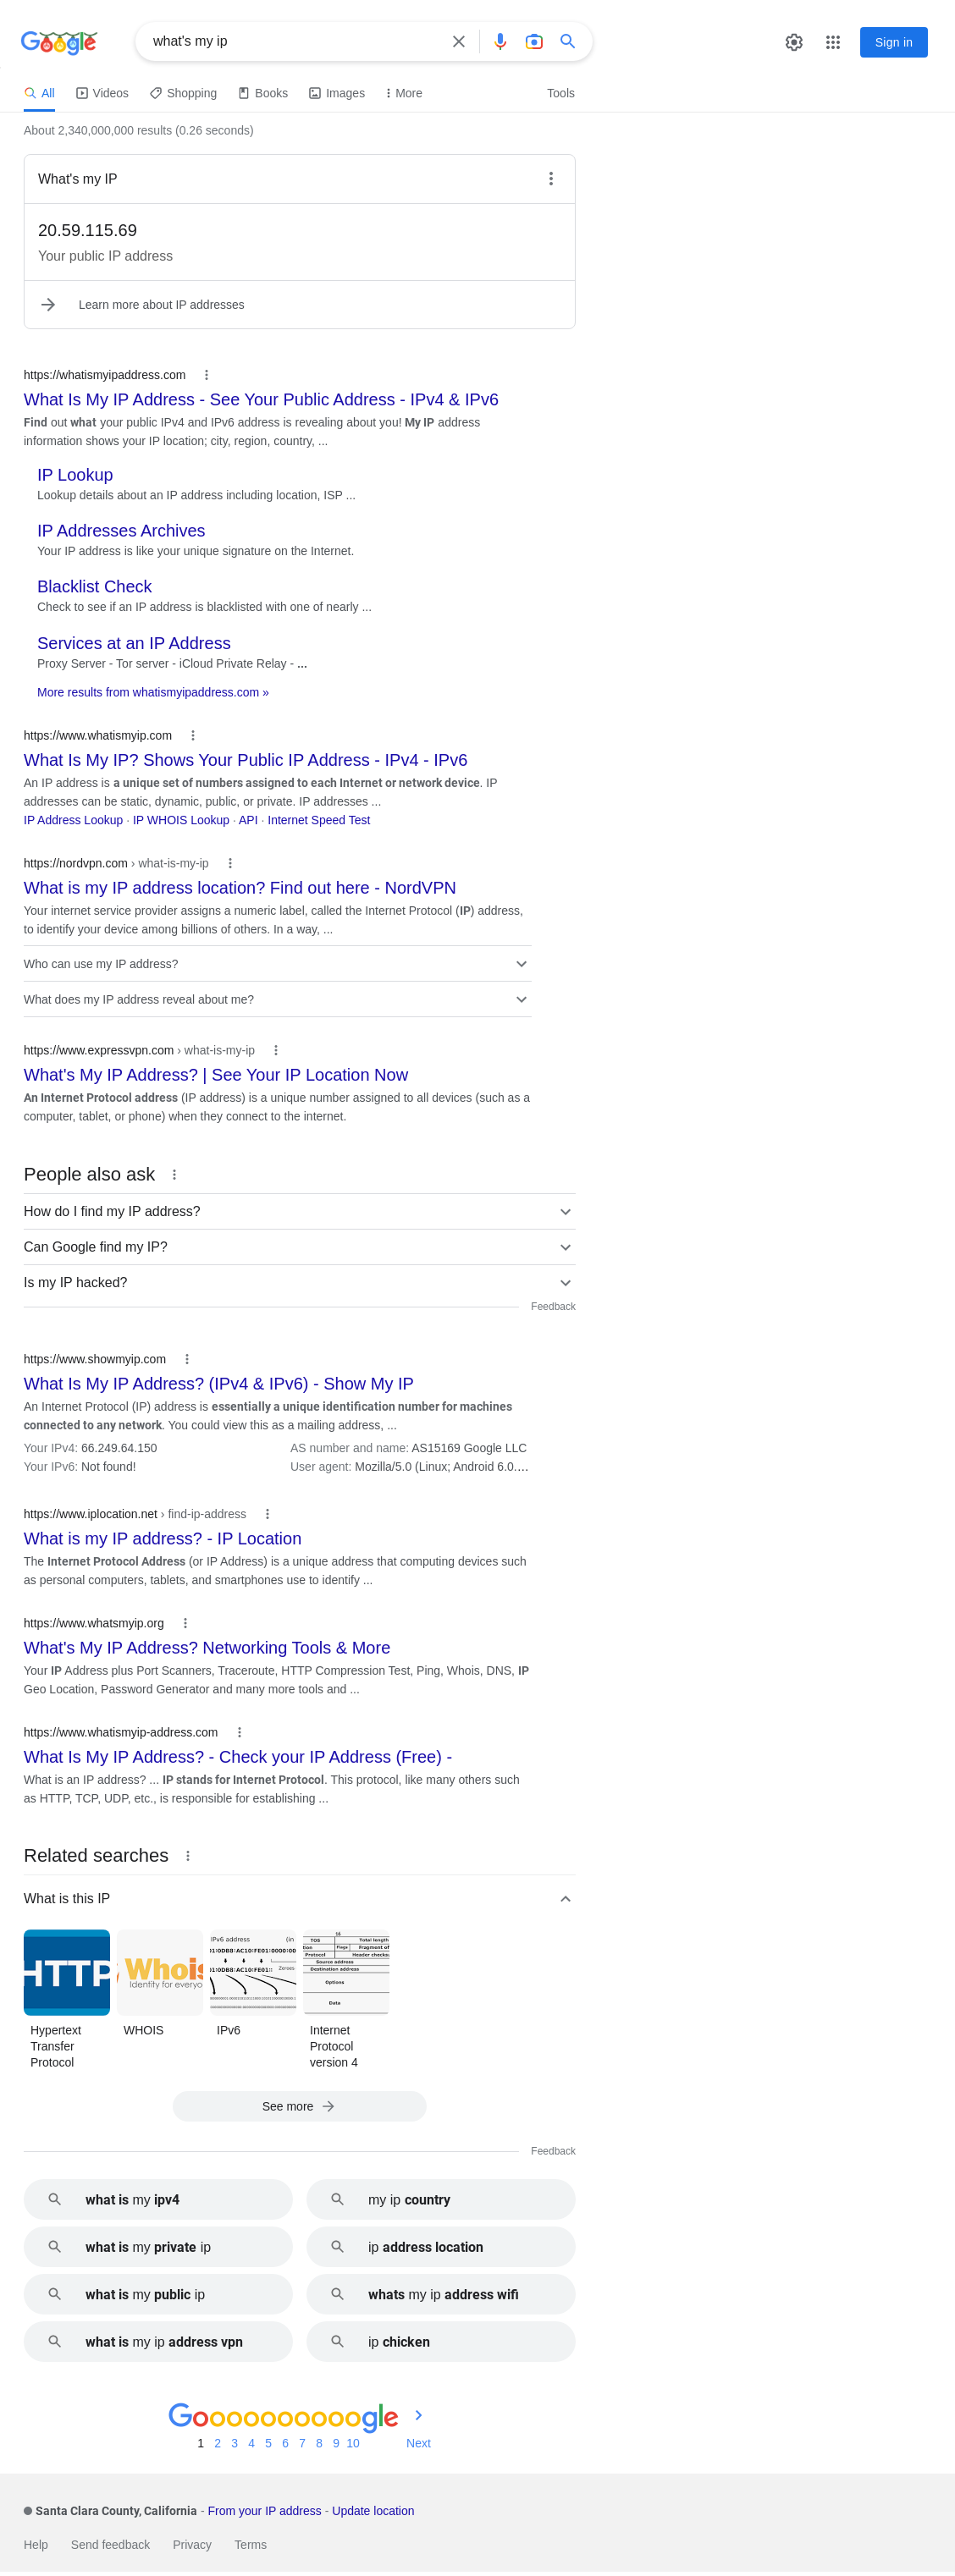 Google
what's my ip
Sign in
All
Videos
Shopping
Books
Images
More
Tools
About 2,340,000,000 results (0.26 seconds)
What's my IP
20.59.115.69
Your public IP address
Learn more about IP addresses
https://whatismyipaddress.com
What Is My IP Address - See Your Public Address - IPv4 & IPv6
Find out what your public IPv4 and IPv6 address is revealing about you! My IP address
information shows your IP location; city, region, country, ...
IP Lookup
Lookup details about an IP address including location, ISP ...
IP Addresses Archives
Your IP address is like your unique signature on the Internet.
Blacklist Check
Check to see if an IP address is blacklisted with one of nearly ...
Services at an IP Address
Proxy Server - Tor server - iCloud Private Relay - ...
More results from whatismyipaddress.com »
https://www.whatismyip.com
What Is My IP? Shows Your Public IP Address - IPv4 - IPv6
An IP address is a unique set of numbers assigned to each Internet or network device. IP
addresses can be static, dynamic, public, or private. IP addresses ...
IP Address Lookup · IP WHOIS Lookup · API · Internet Speed Test
https://nordvpn.com › what-is-my-ip
What is my IP address location? Find out here - NordVPN
Your internet service provider assigns a numeric label, called the Internet Protocol (IP) address,
to identify your device among billions of others. In a way, ...
Who can use my IP address?
What does my IP address reveal about me?
https://www.expressvpn.com › what-is-my-ip
What's My IP Address? | See Your IP Location Now
An Internet Protocol address (IP address) is a unique number assigned to all devices (such as a
computer, tablet, or phone) when they connect to the internet.
People also ask
How do I find my IP address?
Can Google find my IP?
Is my IP hacked?
Feedback
https://www.showmyip.com
What Is My IP Address? (IPv4 & IPv6) - Show My IP
An Internet Protocol (IP) address is essentially a unique identification number for machines
connected to any network. You could view this as a mailing address, ...
Your IPv4: 66.249.64.150
AS number and name: AS15169 Google LLC
Your IPv6: Not found!
User agent: Mozilla/5.0 (Linux; Android 6.0....
https://www.iplocation.net › find-ip-address
What is my IP address? - IP Location
The Internet Protocol Address (or IP Address) is a unique address that computing devices such
as personal computers, tablets, and smartphones use to identify ...
https://www.whatsmyip.org
What's My IP Address? Networking Tools & More
Your IP Address plus Port Scanners, Traceroute, HTTP Compression Test, Ping, Whois, DNS, IP
Geo Location, Password Generator and many more tools and ...
https://www.whatismyip-address.com
What Is My IP Address? - Check your IP Address (Free) -
What is an IP address? ... IP stands for Internet Protocol. This protocol, like many others such
as HTTP, TCP, UDP, etc., is responsible for establishing ...
Related searches
What is this IP
HTTP
Whois
Identity for everyo
IPv6 address (in
Zeroes
16
TOS Total length
Flags Fragment of
Protocol Header checksu
Source address
Destination address
Options
Data
Hypertext
Transfer
Protocol
WHOIS
IPv6
Internet
Protocol
version 4
See more
Feedback
what is my ipv4
my ip country
what is my private ip
ip address location
what is my public ip
whats my ip address wifi
what is my ip address vpn
ip chicken
Goooooooooogle
1 2 3 4 5 6 7 8 9 10 Next
Santa Clara County, California - From your IP address - Update location
Help
Send feedback
Privacy
Terms